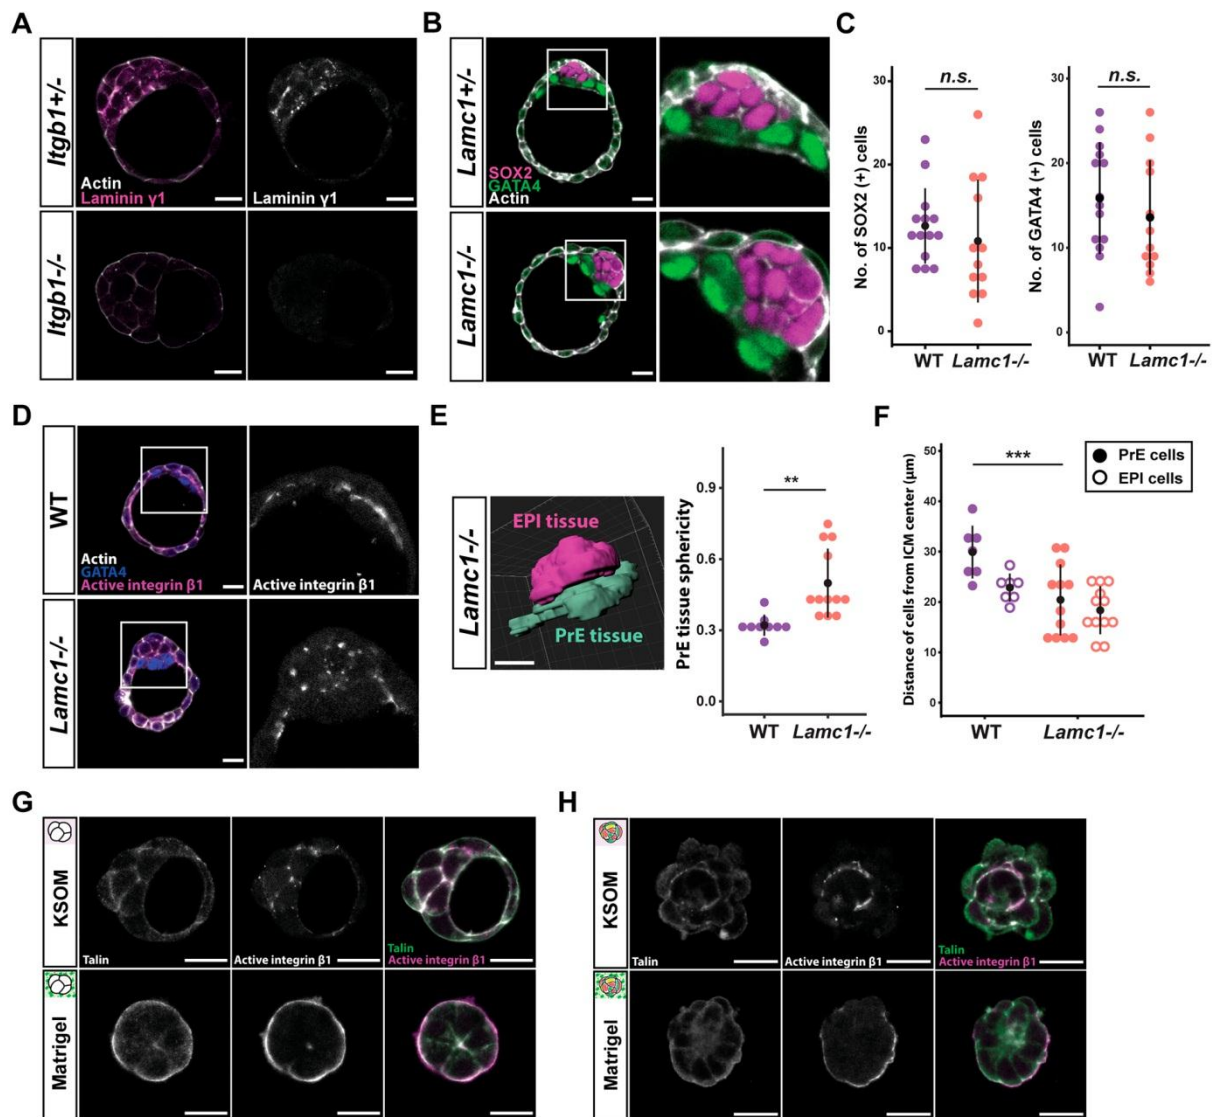 A
Itgb1+/-
Actin
Laminin γ1
Laminin γ1
Itgb1-/-
B
Lamc1+/-
SOX2
GATA4
Actin
Lamc1-/-
C
No. of SOX2 (+) cells
30
20
10
0
n.s.
WT
Lamc1-/-
No. of GATA4 (+) cells
30
20
10
0
n.s.
WT
Lamc1-/-
D
WT
Actin
GATA4
Active integrin β1
Active integrin β1
Lamc1-/-
E
Lamc1-/-
EPI tissue
PrE tissue
PrE tissue sphericity
0.9
0.6
0.3
0.0
**
WT
Lamc1-/-
F
Distance of cells from ICM center (μm)
50
40
30
20
10
0
***
PrE cells
EPI cells
WT
Lamc1-/-
G
KSOM
Talin
Active integrin β1
Talin
Active integrin β1
Matrigel
H
KSOM
Talin
Active integrin β1
Talin
Active integrin β1
Matrigel